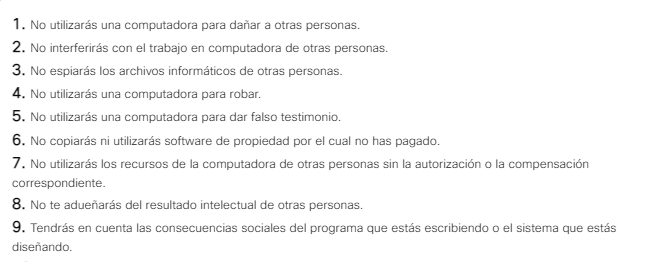 1. No utilizarás una computadora para dañar a otras personas.
2. No interferirás con el trabajo en computadora de otras personas.
3. No espiarás los archivos informáticos de otras personas.
4. No utilizarás una computadora para robar.
5. No utilizarás una computadora para dar falso testimonio.
6. No copiarás ni utilizarás software de propiedad por el cual no has pagado.
7. No utilizarás los recursos de la computadora de otras personas sin la autorización o la compensación
correspondiente.
8. No te adueñarás del resultado intelectual de otras personas.
9. Tendrás en cuenta las consecuencias sociales del programa que estás escribiendo o el sistema que estás
diseñando.